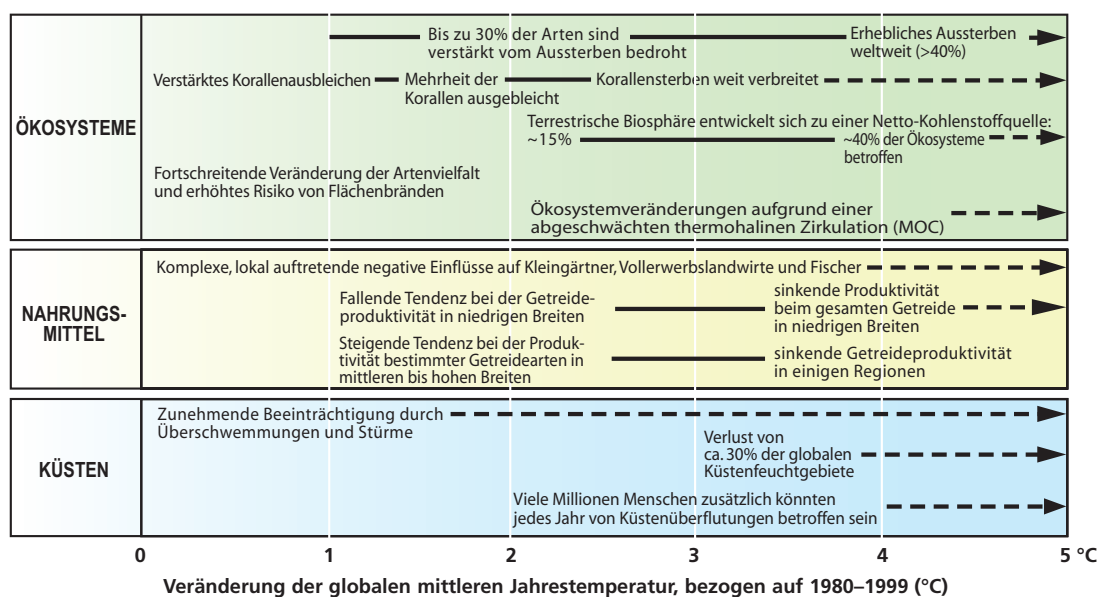 ÖKOSYSTEME
Bis zu 30% der Arten sind
verstärkt vom Aussterben bedroht
Erhebliches Aussterben
weltweit (>40%)
Verstärktes Korallenausbleichen
Mehrheit der
Korallen ausgebleicht
Korallensterben weit verbreitet
Terrestrische Biosphäre entwickelt sich zu einer Netto-Kohlenstoffquelle:
~15%
~40% der Ökosysteme
betroffen
Fortschreitende Veränderung der Artenvielfalt
und erhöhtes Risiko von Flächenbränden
Ökosystemveränderungen aufgrund einer
abgeschwächten thermohalinen Zirkulation (MOC)
NAHRUNGS-
MITTEL
Komplexe, lokal auftretende negative Einflüsse auf Kleingärtner, Vollerwerbslandwirte und Fischer
Fallende Tendenz bei der Getreide-
produktivität in niedrigen Breiten
sinkende Produktivität
beim gesamten Getreide
in niedrigen Breiten
Steigende Tendenz bei der Produk-
tivität bestimmter Getreidearten in
mittleren bis hohen Breiten
sinkende Getreideproduktivität
in einigen Regionen
KÜSTEN
Zunehmende Beeinträchtigung durch
Überschwemmungen und Stürme
Verlust von
ca. 30% der globalen
Küstenfeuchtgebiete
Viele Millionen Menschen zusätzlich könnten
jedes Jahr von Küstenüberflutungen betroffen sein
0 1 2 3 4 5 °C
Veränderung der globalen mittleren Jahrestemperatur, bezogen auf 1980–1999 (°C)